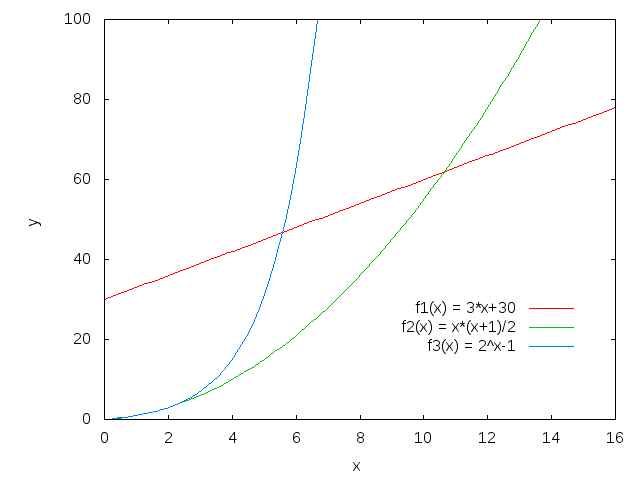 100
80
60
40
20
0
y
f1(x) = 3*x+30
f2(x) = x*(x+1)/2
f3(x) = 2^x-1
0 2 4 6 8 10 12 14 16
x